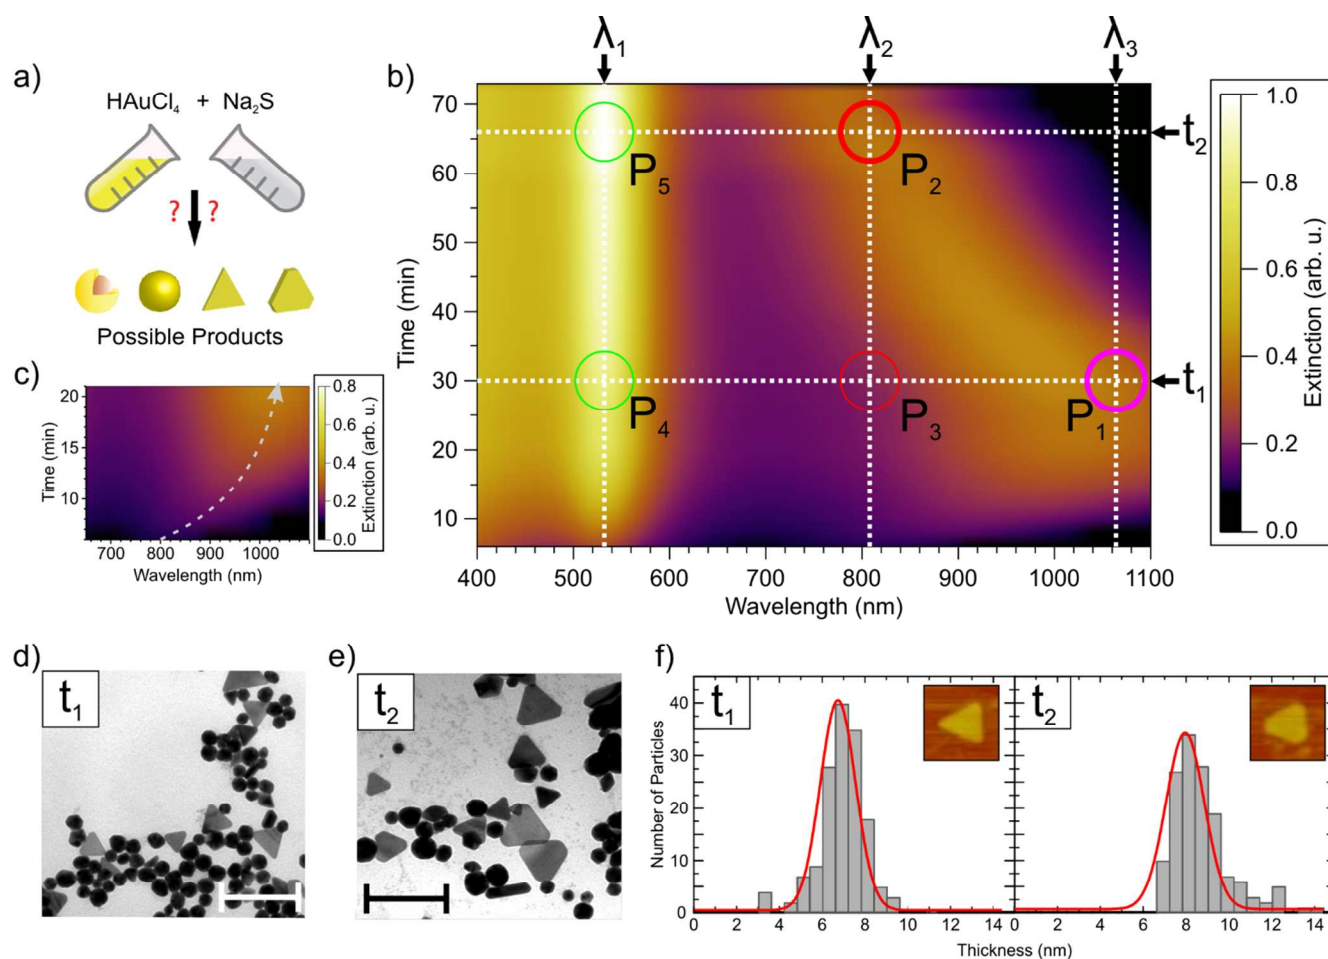 a)
HAuCl₄ + Na₂S
? ?
Possible Products
b)
λ₁ λ₂ λ₃
70
60
50
40
30
20
10
Time (min)
400 500 600 700 800 900 1000 1100
Wavelength (nm)
P₅ P₂
P₄ P₃ P₁
t₂
t₁
1.0
0.8
0.6
0.4
0.2
0.0
Extinction (arb. u.)
c)
20
15
10
Time (min)
700 800 900 1000
Wavelength (nm)
0.8
0.6
0.4
0.2
0.0
Extinction (arb. u.)
d)
t₁
e)
t₂
f)
t₁
t₂
40
30
20
10
0
Number of Particles
0 2 4 6 8 10 12 14
0 2 4 6 8 10 12 14
Thickness (nm)